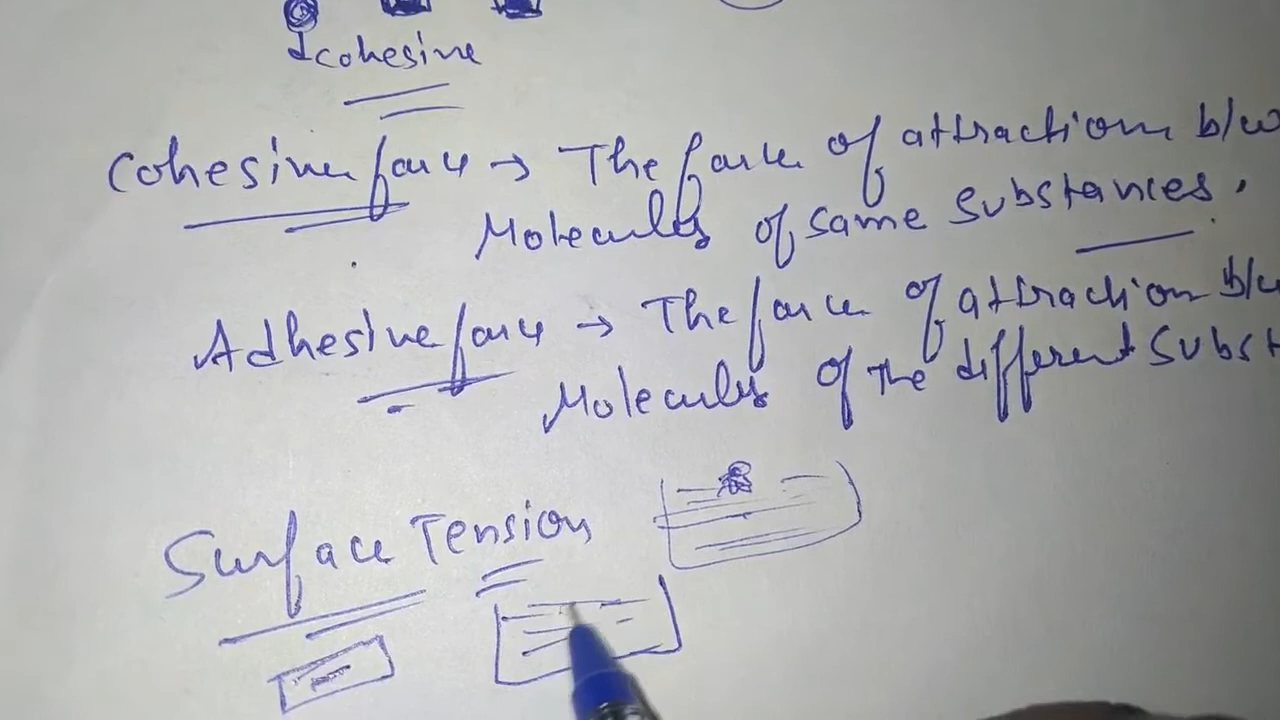 cohesive
Cohesive force → The force of attraction b/w
Molecules of same substances.
Adhesive force → The force of attraction b/w
Molecules of The different Subst
Surface Tension